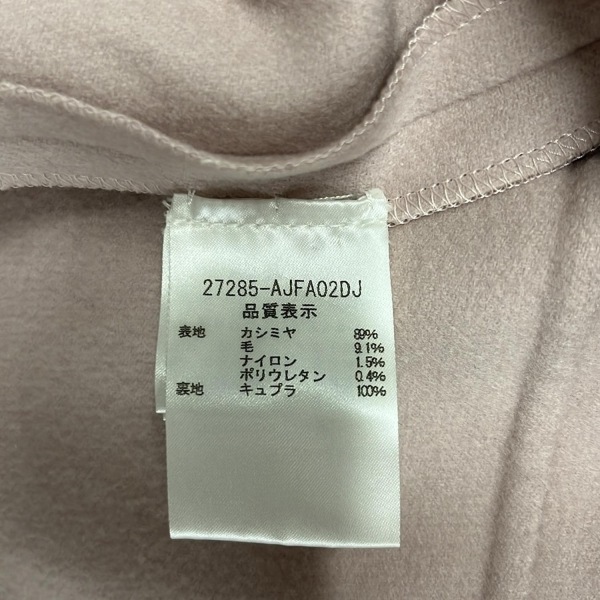 27285-AJFA02DJ
品質表示
表地 カシミヤ 89%
毛 9.1%
ナイロン 1.5%
ポリウレタン 0.4%
裏地 キュプラ 100%